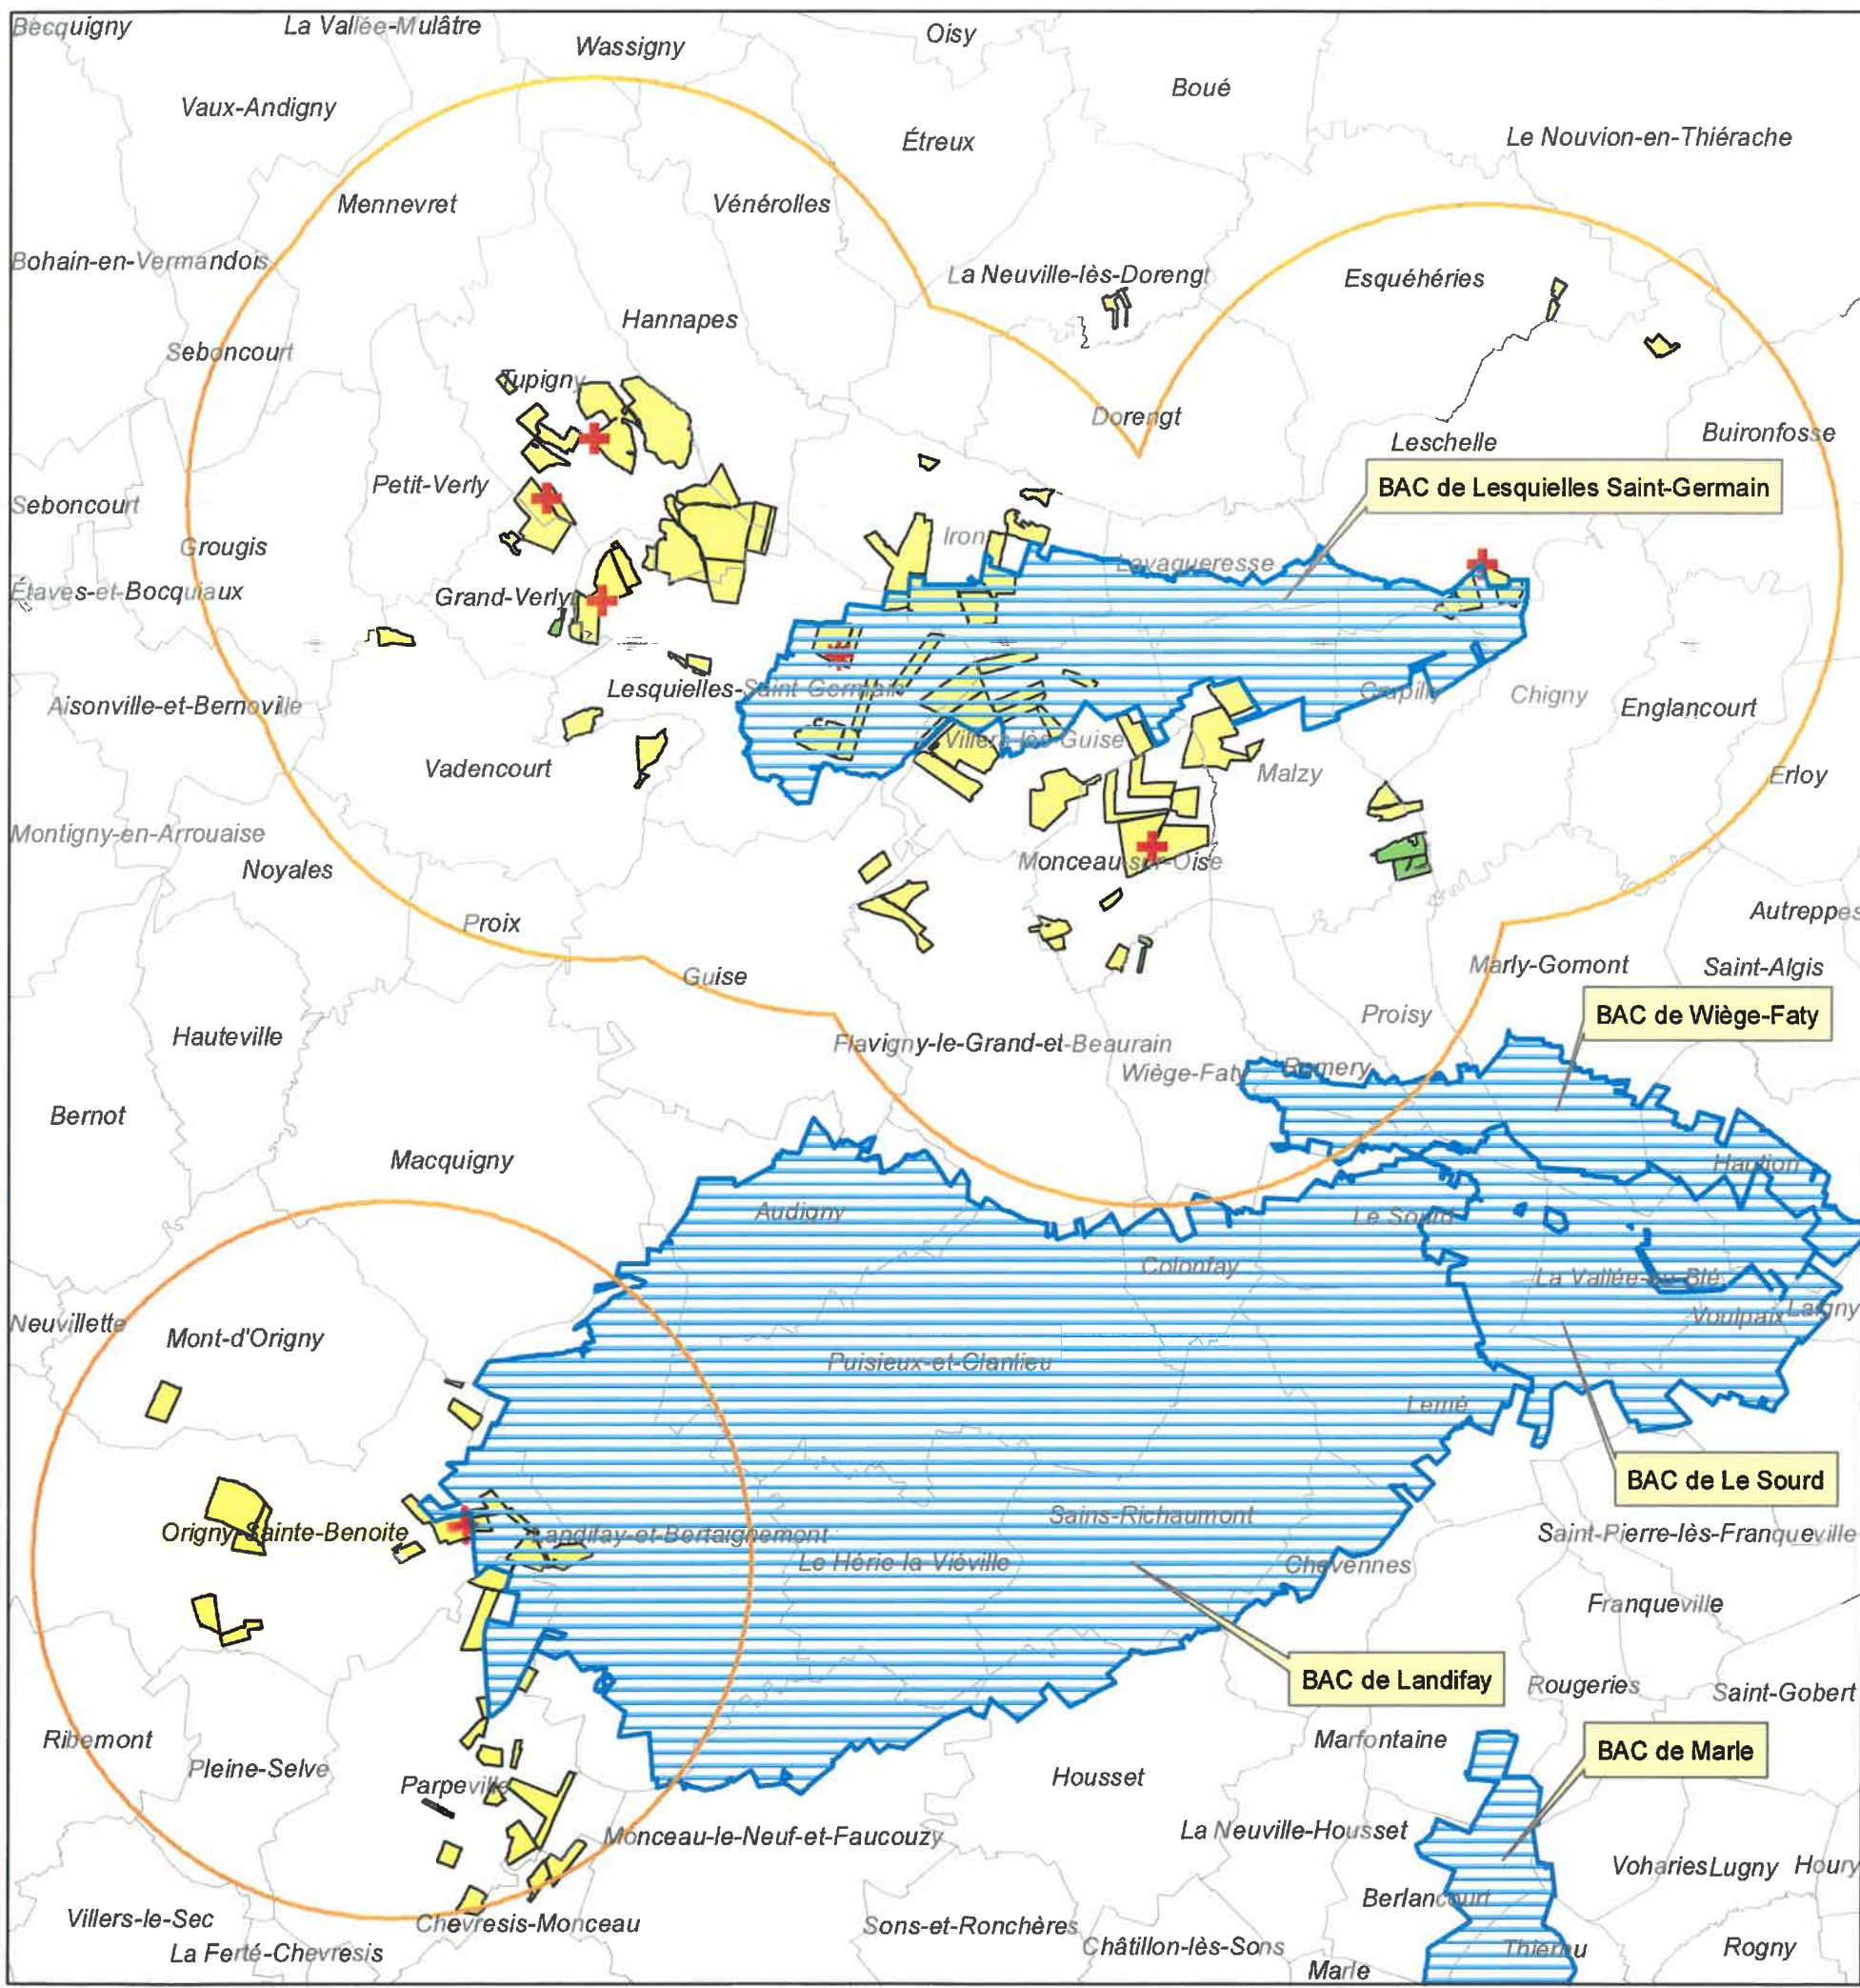 Becquigny
La Vallée-Mulâtre
Wassigny
Oisy
Boué
Vaux-Andigny
Étreux
Le Nouvion-en-Thiérache
Mennevret
Vénérolles
Bohain-en-Vermandois
La Neuville-lès-Dorengt
Esquéhéries
Hannapes
Seboncourt
Tupigny
Dorengt
Leschelle
Buironfosse
Petit-Verly
BAC de Lesquielles Saint-Germain
Seboncourt
Iron
Grougis
Lavaqueresse
Étaves-et-Bocquiaux
Grand-Verly
Lesquielles-Saint-Germain
Crupilly
Chigny
Aisonville-et-Bernoville
Englancourt
Villers-lès-Guise
Vadencourt
Malzy
Erloy
Montigny-en-Arrouaise
Monceau-sur-Oise
Noyales
Autreppes
Proix
Guise
Marly-Gomont
Saint-Algis
Proisy
BAC de Wiège-Faty
Hauteville
Flavigny-le-Grand-et-Beaurain
Wiège-Faty
Romery
Bernot
Macquigny
Haution
Audigny
Le Sourd
Colonfay
La Vallée-au-Blé
Neuvillette
Voulpaix
Laigny
Mont-d'Origny
Puisieux-et-Clanlieu
Lemé
BAC de Le Sourd
Sains-Richaumont
Origny-Sainte-Benoite
Landifay-et-Bertaignemont
Saint-Pierre-lès-Franqueville
Le Hérie-la-Viéville
Chevennes
Franqueville
BAC de Landifay
Rougeries
Saint-Gobert
Ribemont
Marfontaine
BAC de Marle
Pleine-Selve
Parpeville
Housset
Monceau-le-Neuf-et-Faucouzy
La Neuville-Housset
Voharies
Lugny
Houry
Berlancourt
Villers-le-Sec
Chevresis-Monceau
Sons-et-Ronchères
Châtillon-lès-Sons
Thiernu
Rogny
La Ferté-Chevresis
Marle